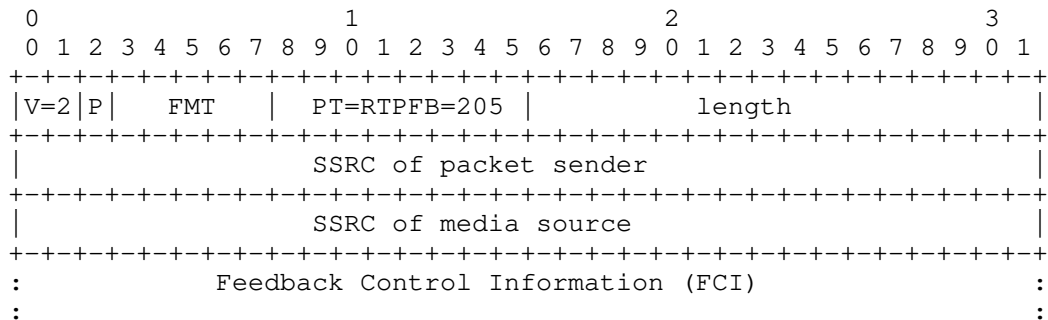 0                   1                   2                   3
 0 1 2 3 4 5 6 7 8 9 0 1 2 3 4 5 6 7 8 9 0 1 2 3 4 5 6 7 8 9 0 1
+-+-+-+-+-+-+-+-+-+-+-+-+-+-+-+-+-+-+-+-+-+-+-+-+-+-+-+-+-+-+-+-+
|V=2|P|   FMT   |  PT=RTPFB=205 |          length               |
+-+-+-+-+-+-+-+-+-+-+-+-+-+-+-+-+-+-+-+-+-+-+-+-+-+-+-+-+-+-+-+-+
|                  SSRC of packet sender                        |
+-+-+-+-+-+-+-+-+-+-+-+-+-+-+-+-+-+-+-+-+-+-+-+-+-+-+-+-+-+-+-+-+
|                  SSRC of media source                         |
+-+-+-+-+-+-+-+-+-+-+-+-+-+-+-+-+-+-+-+-+-+-+-+-+-+-+-+-+-+-+-+-+
:            Feedback Control Information (FCI)                 :
:                                                               :